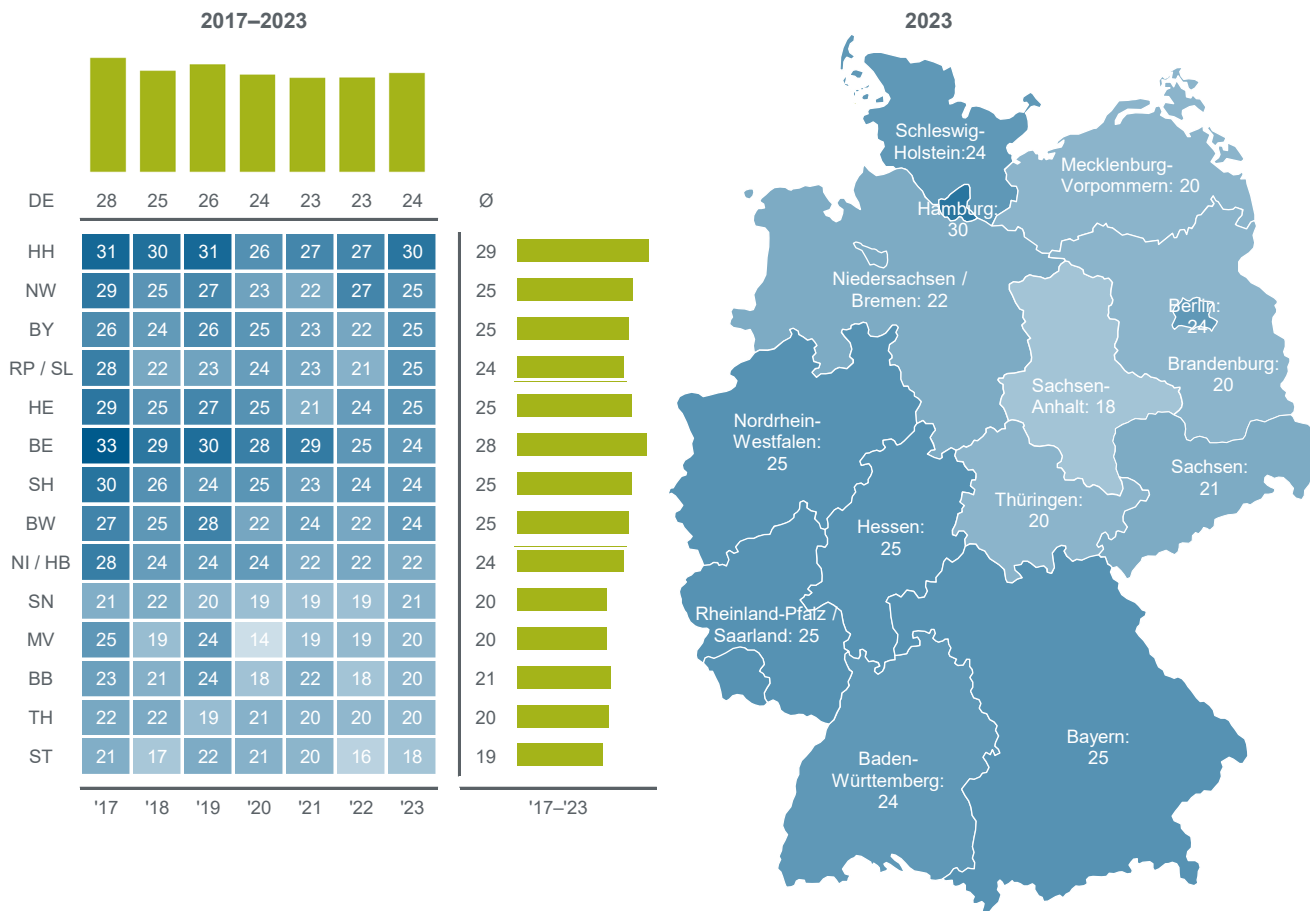 2017–2023
DE 28 25 26 24 23 23 24 Ø
HH 31 30 31 26 27 27 30 29
NW 29 25 27 23 22 27 25 25
BY 26 24 26 25 23 22 25 25
RP / SL 28 22 23 24 23 21 25 24
HE 29 25 27 25 21 24 25 25
BE 33 29 30 28 29 25 24 28
SH 30 26 24 25 23 24 24 25
BW 27 25 28 22 24 22 24 25
NI / HB 28 24 24 24 22 22 22 24
SN 21 22 20 19 19 19 21 20
MV 25 19 24 14 19 19 20 20
BB 23 21 24 18 22 18 20 21
TH 22 22 19 21 20 20 20 20
ST 21 17 22 21 20 16 18 19
'17 '18 '19 '20 '21 '22 '23 '17–'23
2023
Schleswig-
Holstein:24
Mecklenburg-
Vorpommern: 20
Hamburg:
30
Niedersachsen /
Bremen: 22
Berlin:
24
Brandenburg:
20
Sachsen-
Anhalt: 18
Nordrhein-
Westfalen:
25
Sachsen:
21
Thüringen:
20
Hessen:
25
Rheinland-Pfalz /
Saarland: 25
Bayern:
25
Baden-
Württemberg:
24